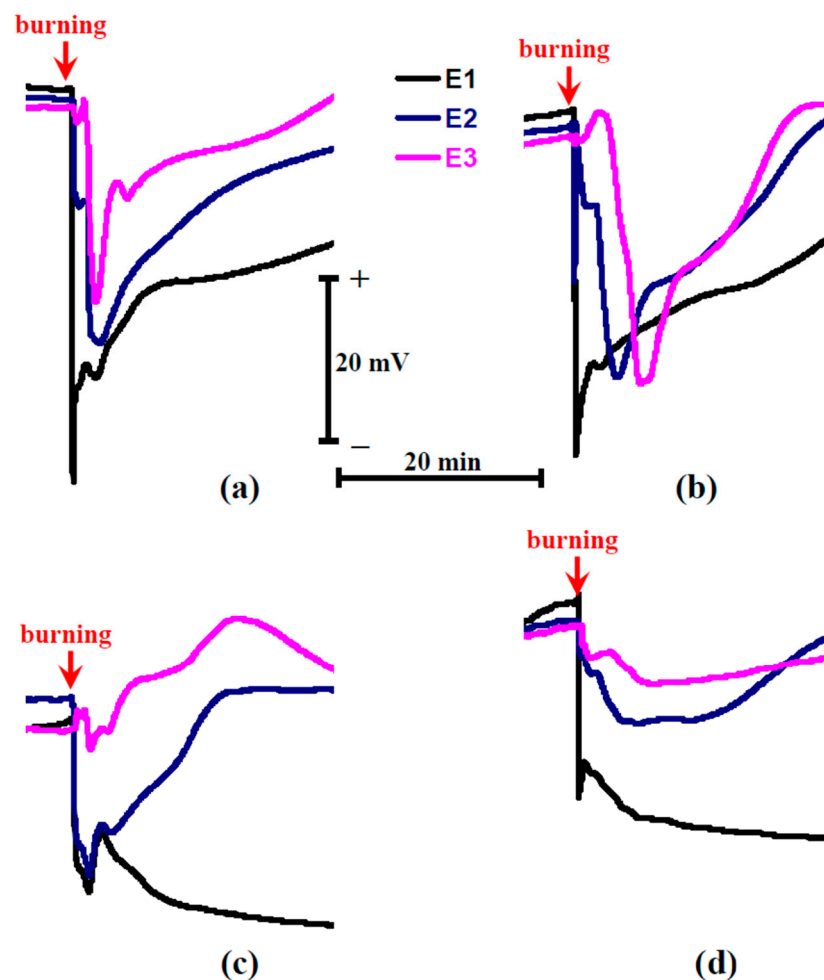 burning
burning
E1
E2
E3
+
20 mV
–
20 min
(a)
(b)
burning
burning
(c)
(d)